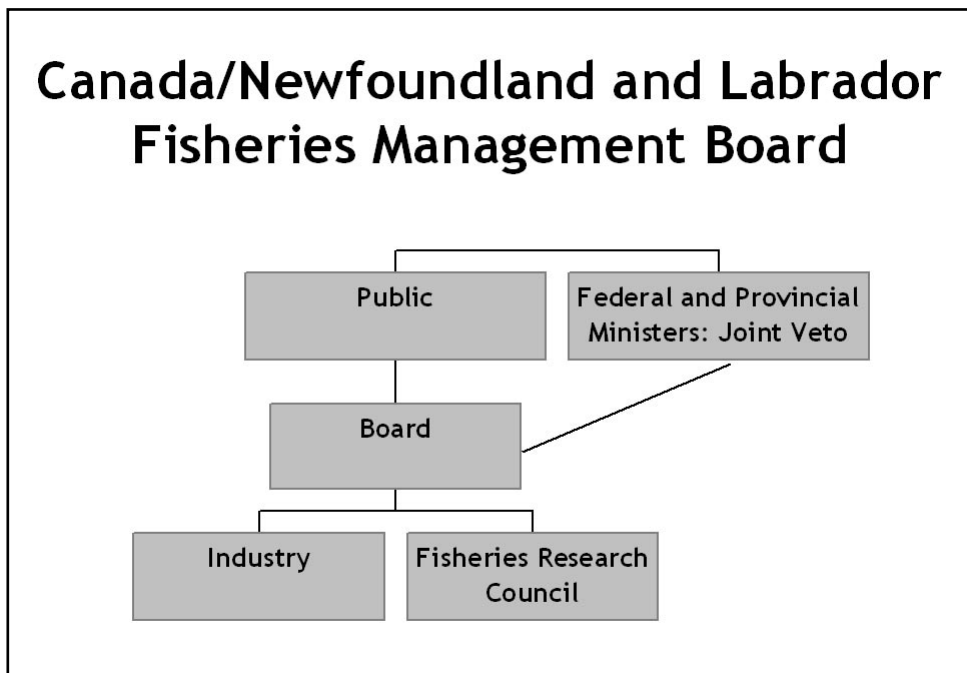 Canada/Newfoundland and Labrador
Fisheries Management Board
Public
Federal and Provincial
Ministers: Joint Veto
Board
Industry
Fisheries Research
Council